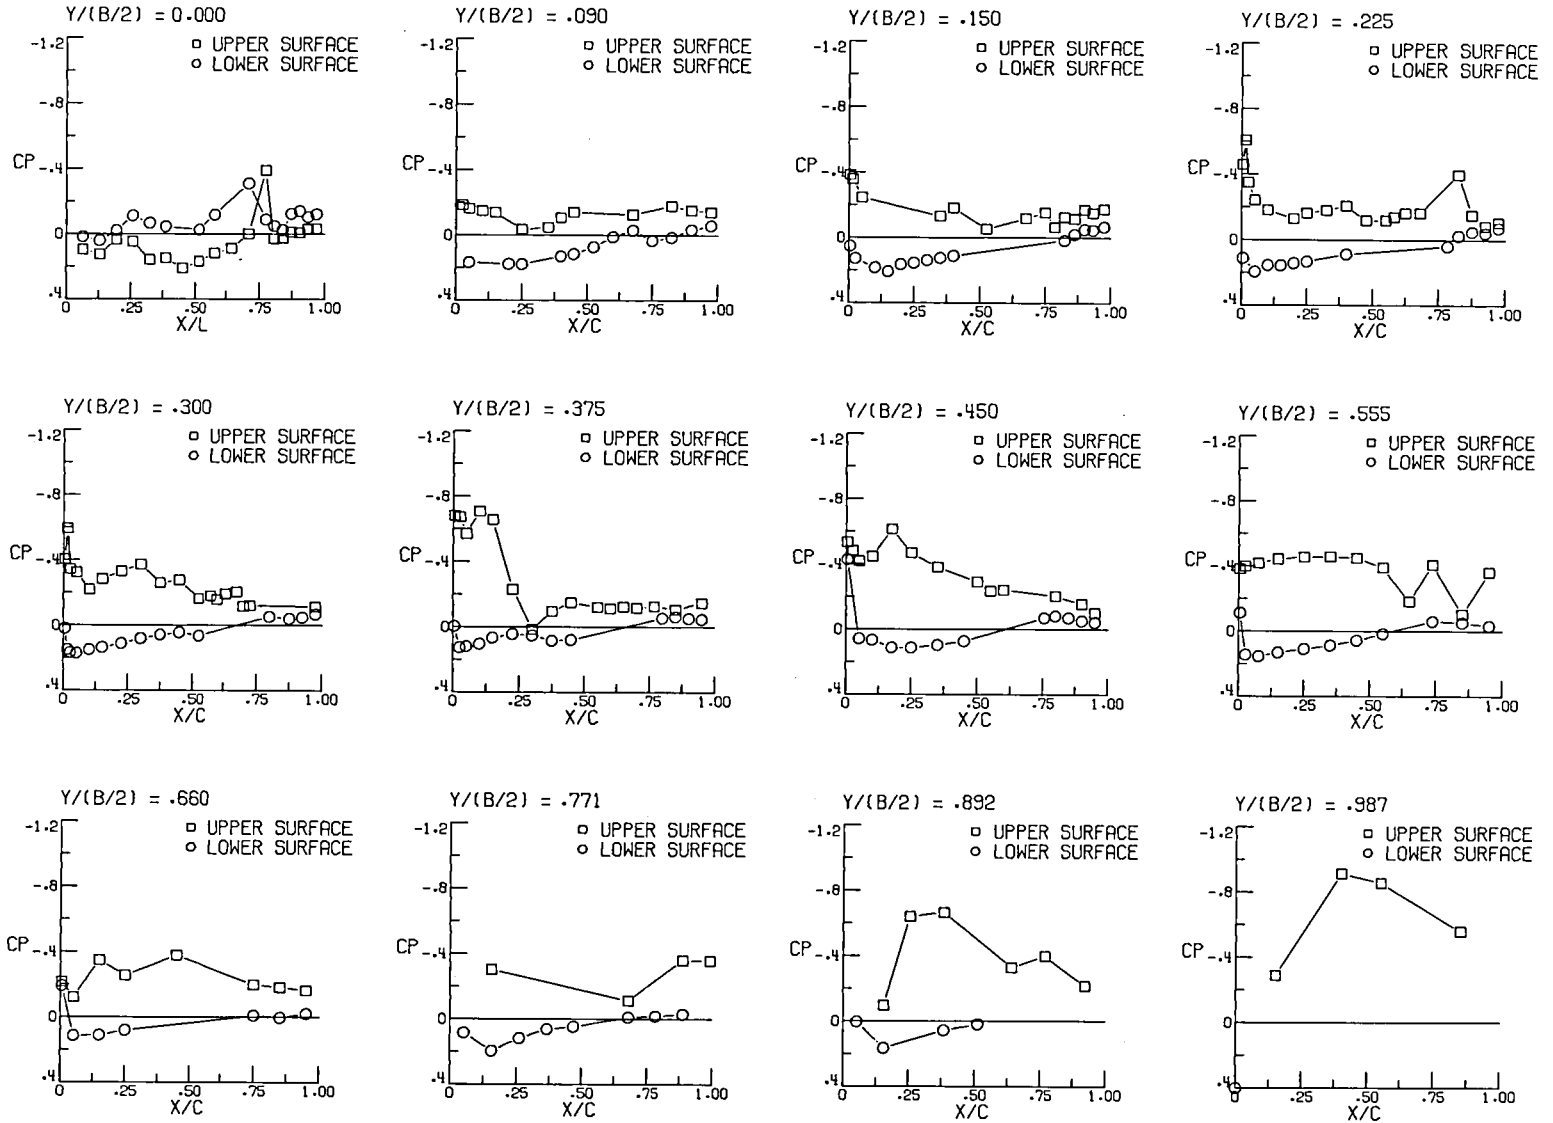 Y/(B/2) = 0.000
UPPER SURFACE
LOWER SURFACE
-1.2
-.8
CP -.4
0
.4
0 .25 .50 .75 1.00
X/L
Y/(B/2) = .090
UPPER SURFACE
LOWER SURFACE
-1.2
-.8
CP -.4
0
.4
0 .25 .50 .75 1.00
X/C
Y/(B/2) = .150
UPPER SURFACE
LOWER SURFACE
-1.2
-.8
CP -.4
0
.4
0 .25 .50 .75 1.00
X/C
Y/(B/2) = .225
UPPER SURFACE
LOWER SURFACE
-1.2
-.8
CP -.4
0
.4
0 .25 .50 .75 1.00
X/C
Y/(B/2) = .300
UPPER SURFACE
LOWER SURFACE
-1.2
-.8
CP -.4
0
.4
0 .25 .50 .75 1.00
X/C
Y/(B/2) = .375
UPPER SURFACE
LOWER SURFACE
-1.2
-.8
CP -.4
0
.4
0 .25 .50 .75 1.00
X/C
Y/(B/2) = .450
UPPER SURFACE
LOWER SURFACE
-1.2
-.8
CP -.4
0
.4
0 .25 .50 .75 1.00
X/C
Y/(B/2) = .555
UPPER SURFACE
LOWER SURFACE
-1.2
-.8
CP -.4
0
.4
0 .25 .50 .75 1.00
X/C
Y/(B/2) = .660
UPPER SURFACE
LOWER SURFACE
-1.2
-.8
CP -.4
0
.4
0 .25 .50 .75 1.00
X/C
Y/(B/2) = .771
UPPER SURFACE
LOWER SURFACE
-1.2
-.8
CP -.4
0
.4
0 .25 .50 .75 1.00
X/C
Y/(B/2) = .892
UPPER SURFACE
LOWER SURFACE
-1.2
-.8
CP -.4
0
.4
0 .25 .50 .75 1.00
X/C
Y/(B/2) = .987
UPPER SURFACE
LOWER SURFACE
-1.2
-.8
CP -.4
0
.4
0 .25 .50 .75 1.00
X/C